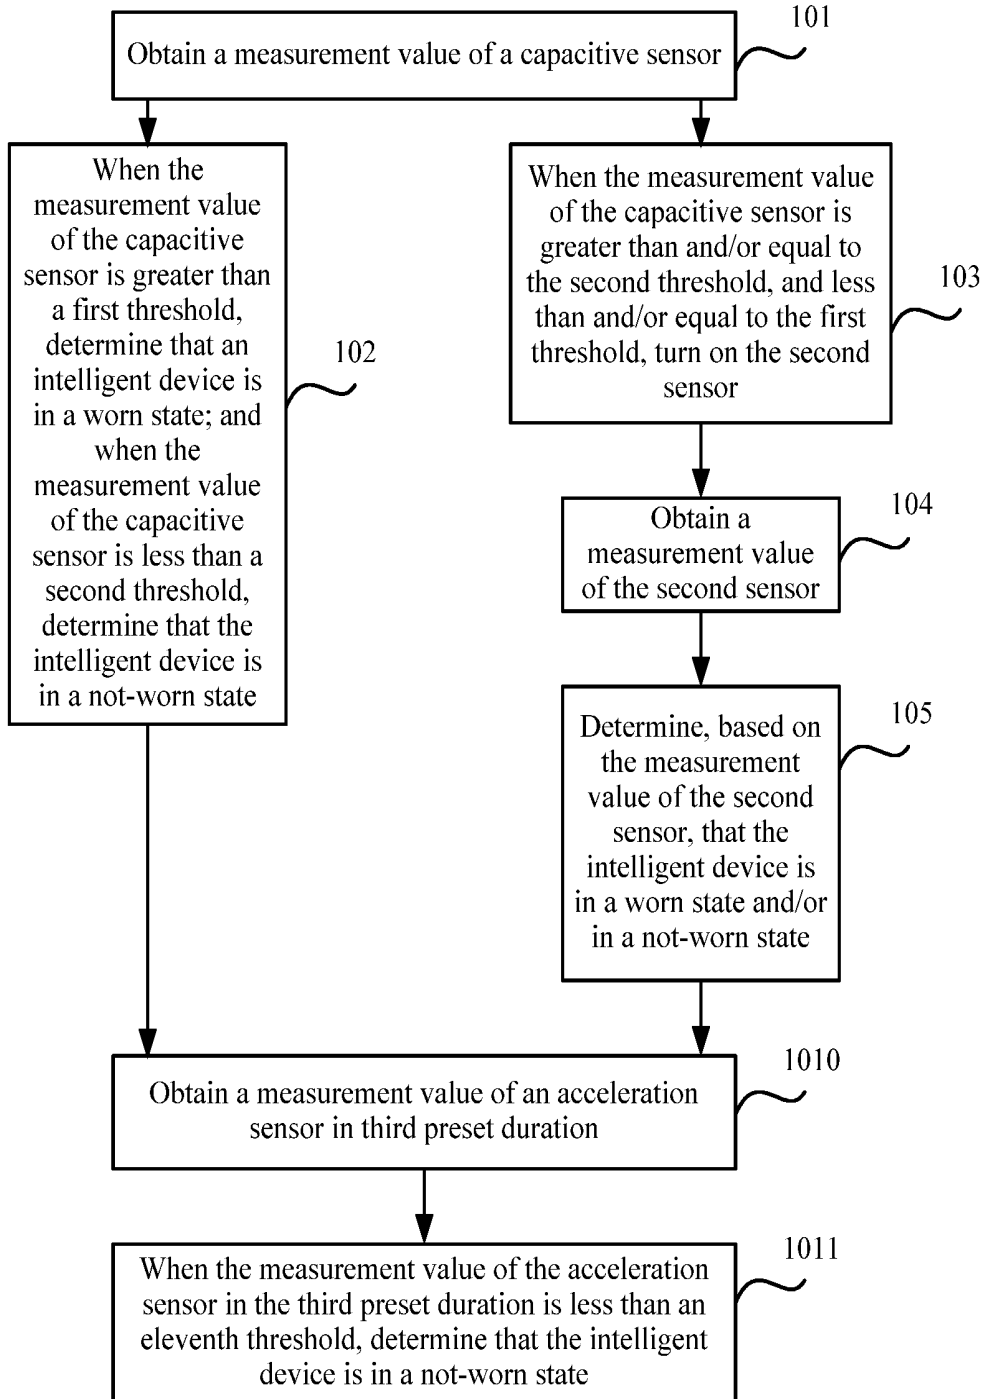 101
Obtain a measurement value of a capacitive sensor
When the
measurement value
of the capacitive
sensor is greater than
a first threshold,
determine that an
intelligent device is
in a worn state; and
when the
measurement value
of the capacitive
sensor is less than a
second threshold,
determine that the
intelligent device is
in a not-worn state
102
When the measurement value
of the capacitive sensor is
greater than and/or equal to
the second threshold, and less
than and/or equal to the first
threshold, turn on the second
sensor
103
Obtain a
measurement value
of the second sensor
104
Determine, based on
the measurement
value of the second
sensor, that the
intelligent device is
in a worn state and/or
in a not-worn state
105
Obtain a measurement value of an acceleration
sensor in third preset duration
1010
When the measurement value of the acceleration
sensor in the third preset duration is less than an
eleventh threshold, determine that the intelligent
device is in a not-worn state
1011